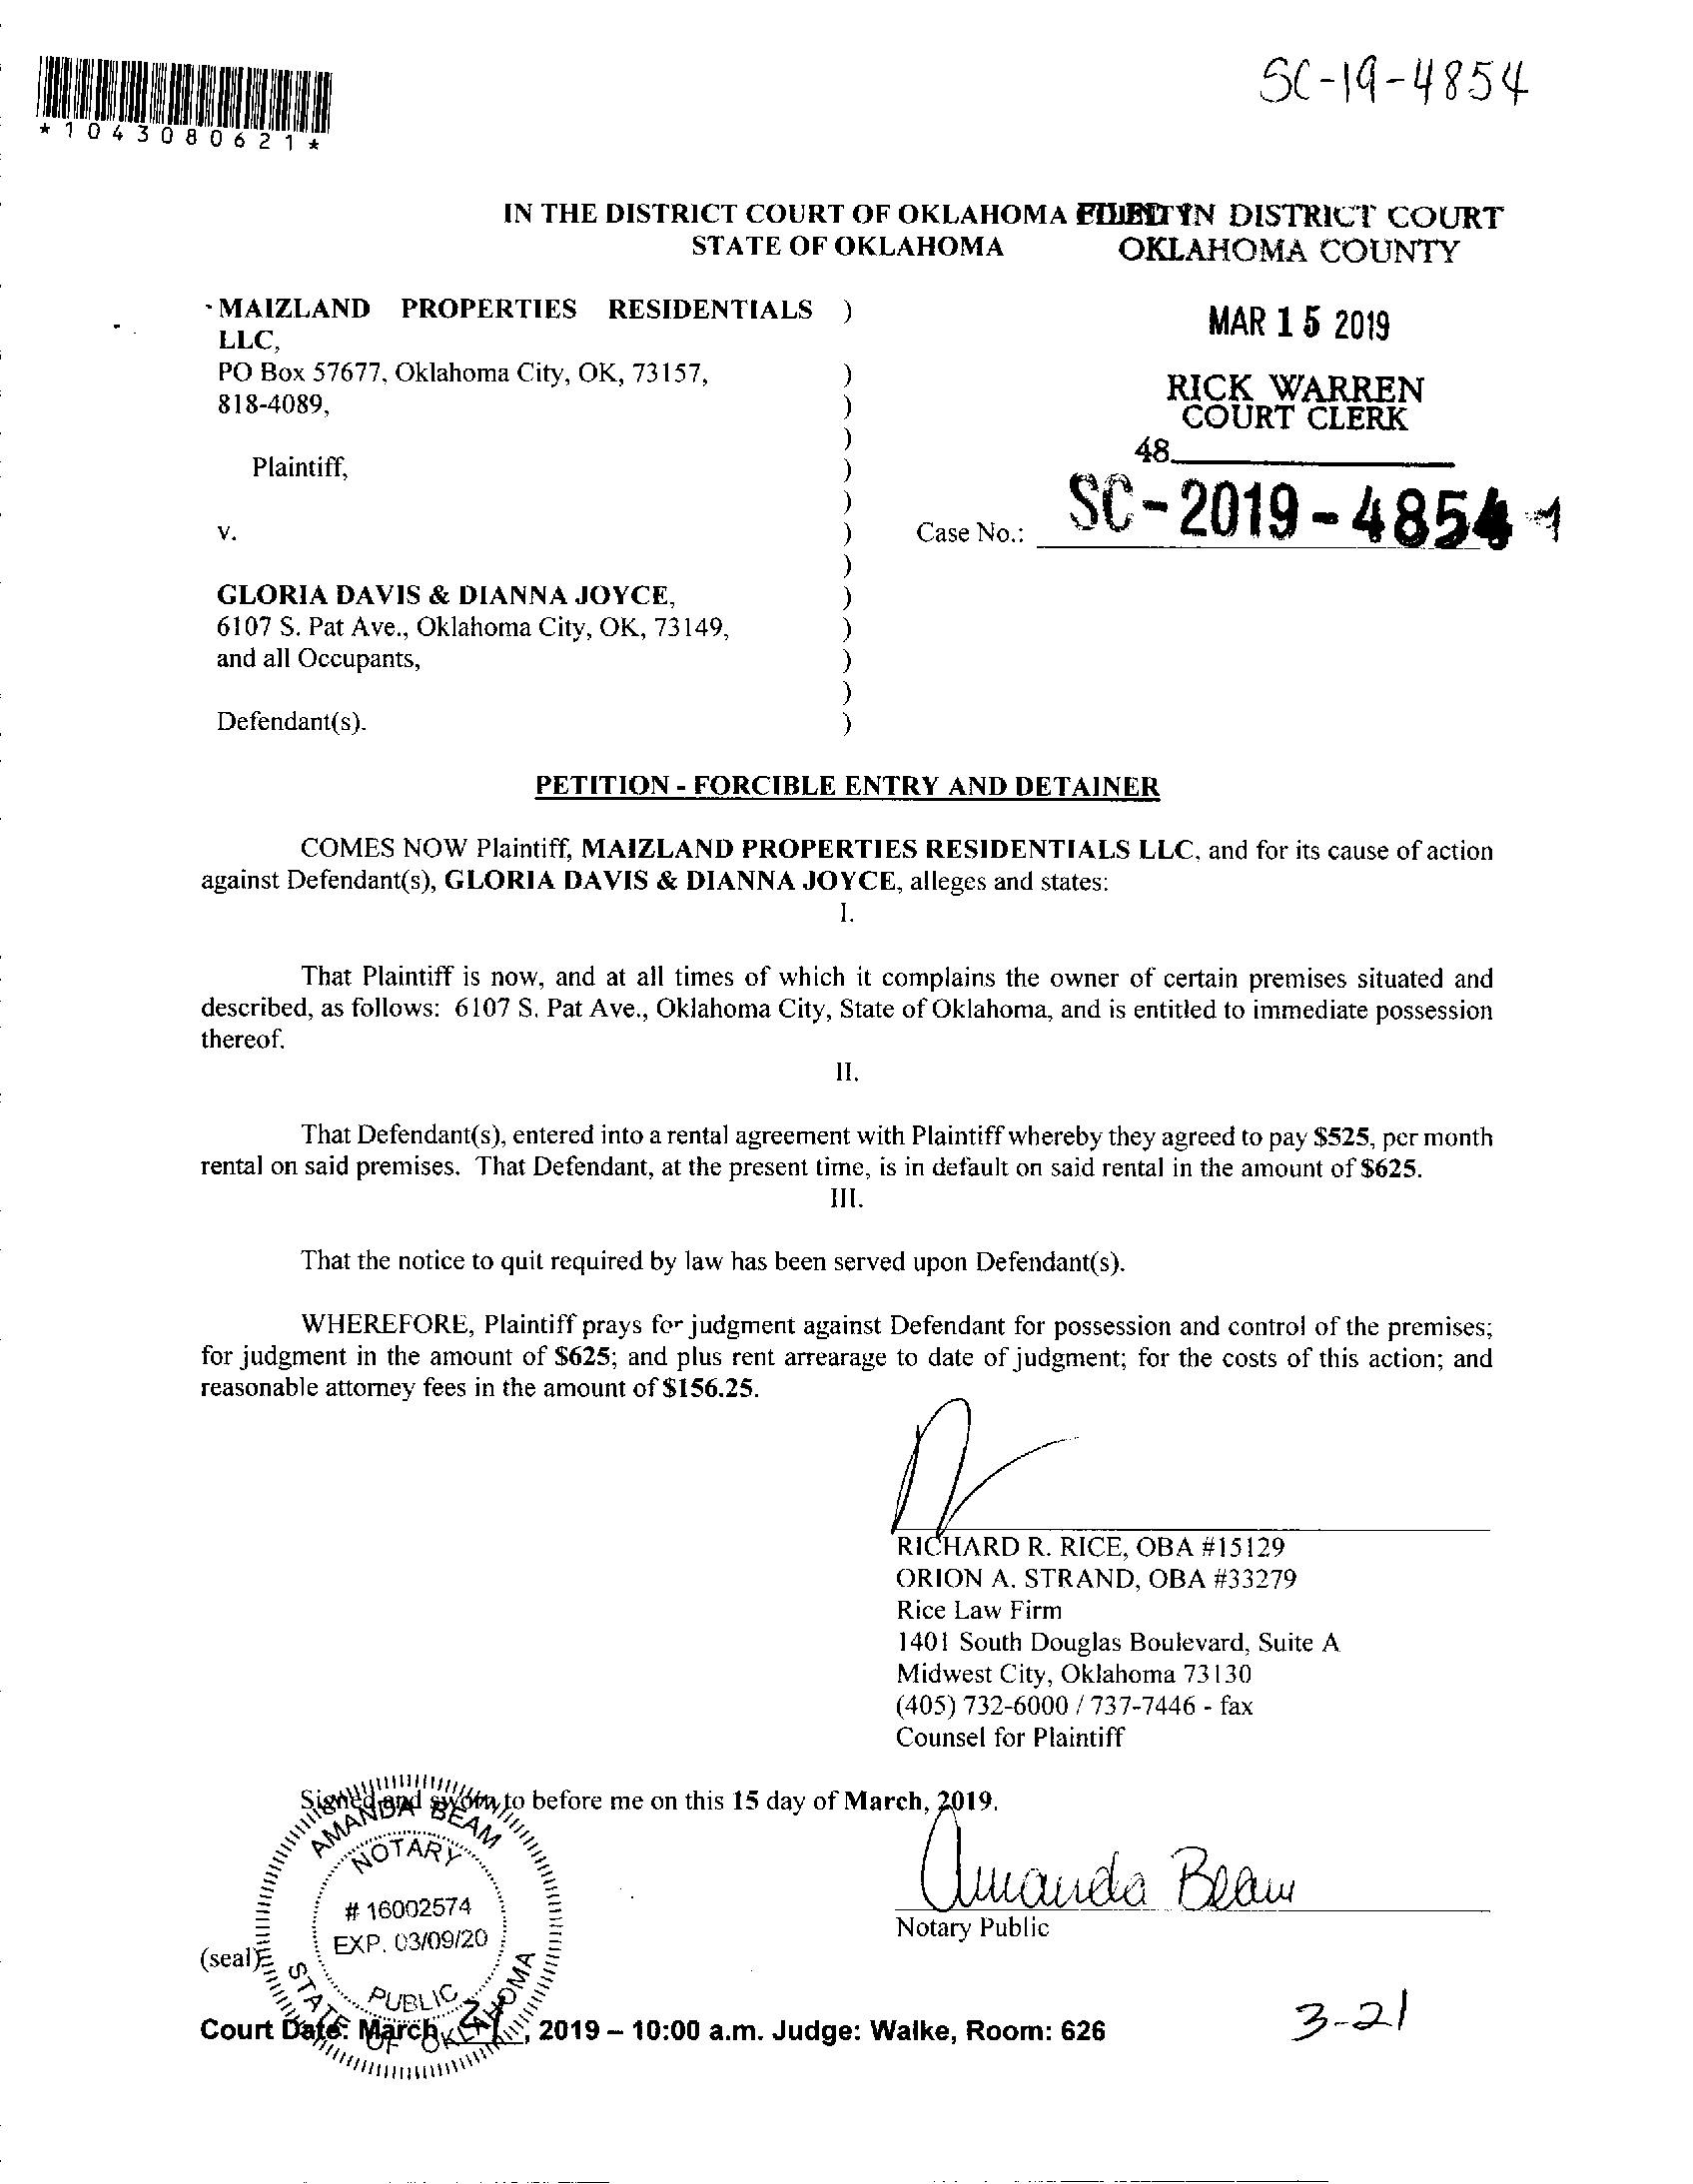 SC-19-4854
*1043080621*
IN THE DISTRICT COURT OF OKLAHOMA
STATE OF OKLAHOMA
FILED IN DISTRICT COURT
OKLAHOMA COUNTY
MAR 15 2019
RICK WARREN
COURT CLERK
48
MAIZLAND PROPERTIES RESIDENTIALS )
LLC,
PO Box 57677, Oklahoma City, OK, 73157, )
818-4089, )
)
Plaintiff, )
)
v. ) Case No.: SC-2019-4854
)
GLORIA DAVIS & DIANNA JOYCE, )
6107 S. Pat Ave., Oklahoma City, OK, 73149, )
and all Occupants, )
)
Defendant(s). )
PETITION - FORCIBLE ENTRY AND DETAINER
COMES NOW Plaintiff, MAIZLAND PROPERTIES RESIDENTIALS LLC, and for its cause of action
against Defendant(s), GLORIA DAVIS & DIANNA JOYCE, alleges and states:
I.
That Plaintiff is now, and at all times of which it complains the owner of certain premises situated and
described, as follows: 6107 S. Pat Ave., Oklahoma City, State of Oklahoma, and is entitled to immediate possession
thereof.
II.
That Defendant(s), entered into a rental agreement with Plaintiff whereby they agreed to pay $525, per month
rental on said premises. That Defendant, at the present time, is in default on said rental in the amount of $625.
III.
That the notice to quit required by law has been served upon Defendant(s).
WHEREFORE, Plaintiff prays for judgment against Defendant for possession and control of the premises;
for judgment in the amount of $625; and plus rent arrearage to date of judgment; for the costs of this action; and
reasonable attorney fees in the amount of $156.25.
RICHARD R. RICE, OBA #15129
ORION A. STRAND, OBA #33279
Rice Law Firm
1401 South Douglas Boulevard, Suite A
Midwest City, Oklahoma 73130
(405) 732-6000 / 737-7446 - fax
Counsel for Plaintiff
Signed and sworn to before me on this 15 day of March, 2019.
Amanda Beam
Notary Public
(seal)
AMANDA BEAM
NOTARY
# 16002574
EXP. 03/09/20
PUBLIC
STATE OF OKLAHOMA
Court Date: March 21, 2019 – 10:00 a.m. Judge: Walke, Room: 626
3-21